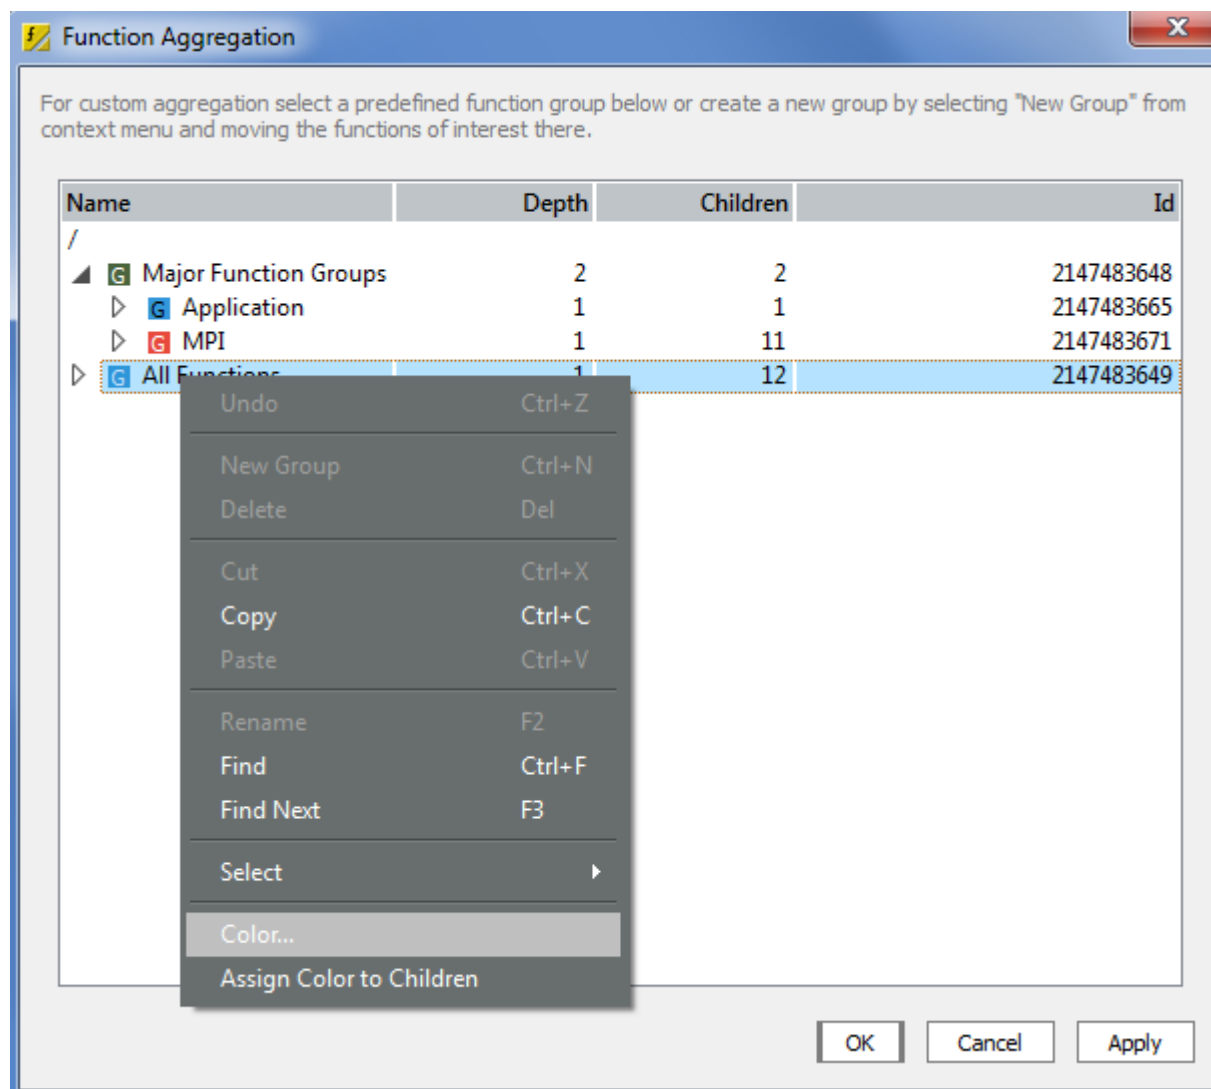 Function Aggregation
For custom aggregation select a predefined function group below or create a new group by selecting "New Group" from
context menu and moving the functions of interest there.
Name Depth Children Id
/
G Major Function Groups 2 2 2147483648
G Application 1 1 2147483665
G MPI 1 11 2147483671
G All Functions 1 12 2147483649
Undo Ctrl+Z
New Group Ctrl+N
Delete Del
Cut Ctrl+X
Copy Ctrl+C
Paste Ctrl+V
Rename F2
Find Ctrl+F
Find Next F3
Select
Color...
Assign Color to Children
OK Cancel Apply